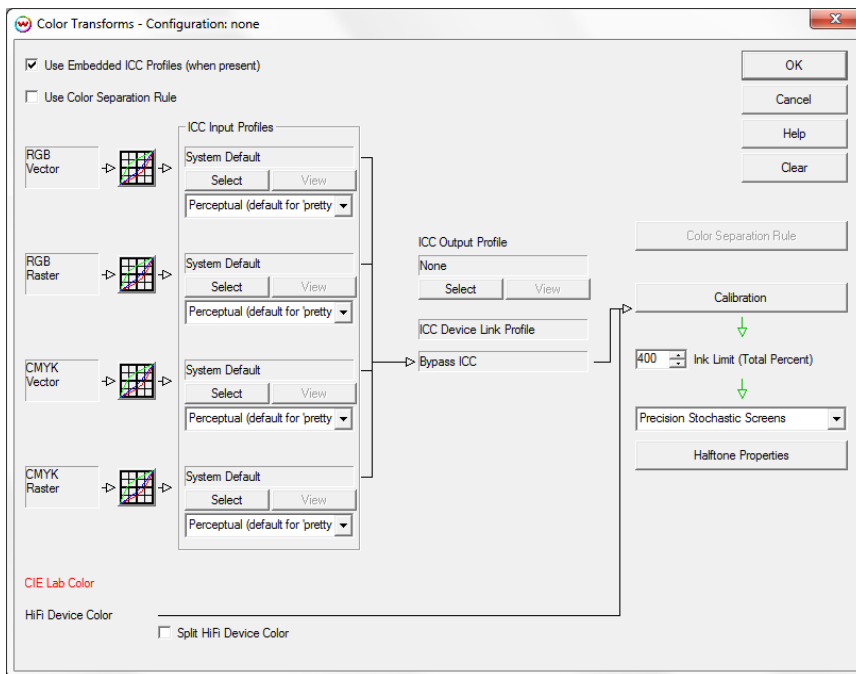 Color Transforms - Configuration: none
x
Use Embedded ICC Profiles (when present)
Use Color Separation Rule
OK
Cancel
Help
Clear
ICC Input Profiles
RGB
Vector
System Default
Select View
Perceptual (default for 'pretty
RGB
Raster
System Default
Select View
Perceptual (default for 'pretty
CMYK
Vector
System Default
Select View
Perceptual (default for 'pretty
CMYK
Raster
System Default
Select View
Perceptual (default for 'pretty
ICC Output Profile
None
Select View
ICC Device Link Profile
Bypass ICC
Color Separation Rule
Calibration
400 Ink Limit (Total Percent)
Precision Stochastic Screens
Halftone Properties
CIE Lab Color
HiFi Device Color
Split HiFi Device Color